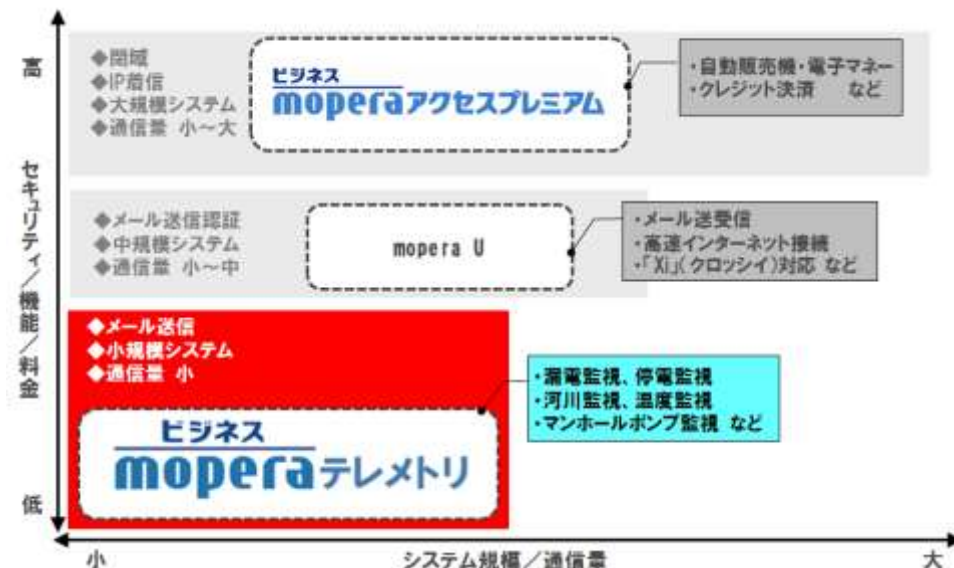 高
◆閉域
◆IP着信
◆大規模システム
◆通信量 小～大
ビジネス
moperaアクセスプレミアム
・自動販売機・電子マネー
・クレジット決済　など
セキュリティ／機能／料金
◆メール送信認証
◆中規模システム
◆通信量 小～中
mopera U
・メール送受信
・高速インターネット接続
・「Xi」(クロッシィ)対応 など
◆メール送信
◆小規模システム
◆通信量 小
ビジネス
moperaテレメトリ
・漏電監視、停電監視
・河川監視、温度監視
・マンホールポンプ監視 など
低
小
システム規模／通信量
大